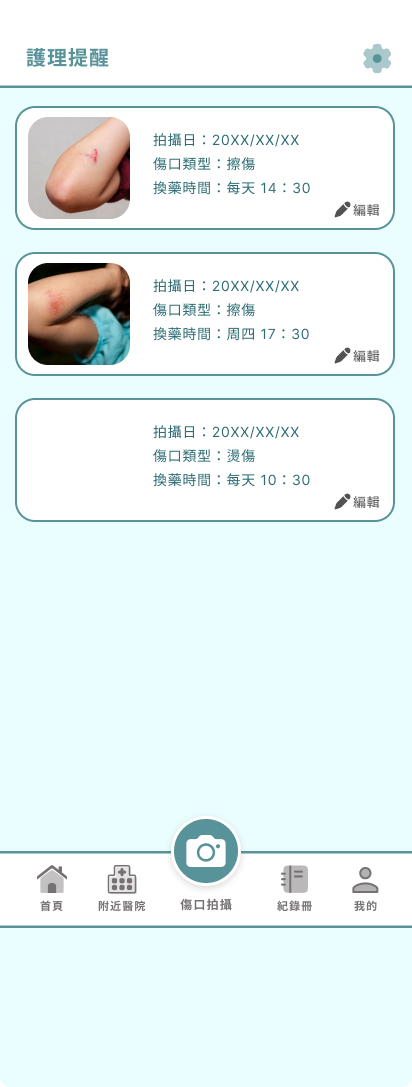 護理提醒
拍攝日：20XX/XX/XX
傷口類型：擦傷
換藥時間：每天 14：30
編輯
拍攝日：20XX/XX/XX
傷口類型：擦傷
換藥時間：周四 17：30
編輯
拍攝日：20XX/XX/XX
傷口類型：燙傷
換藥時間：每天 10：30
編輯
首頁
附近醫院
傷口拍攝
紀錄冊
我的